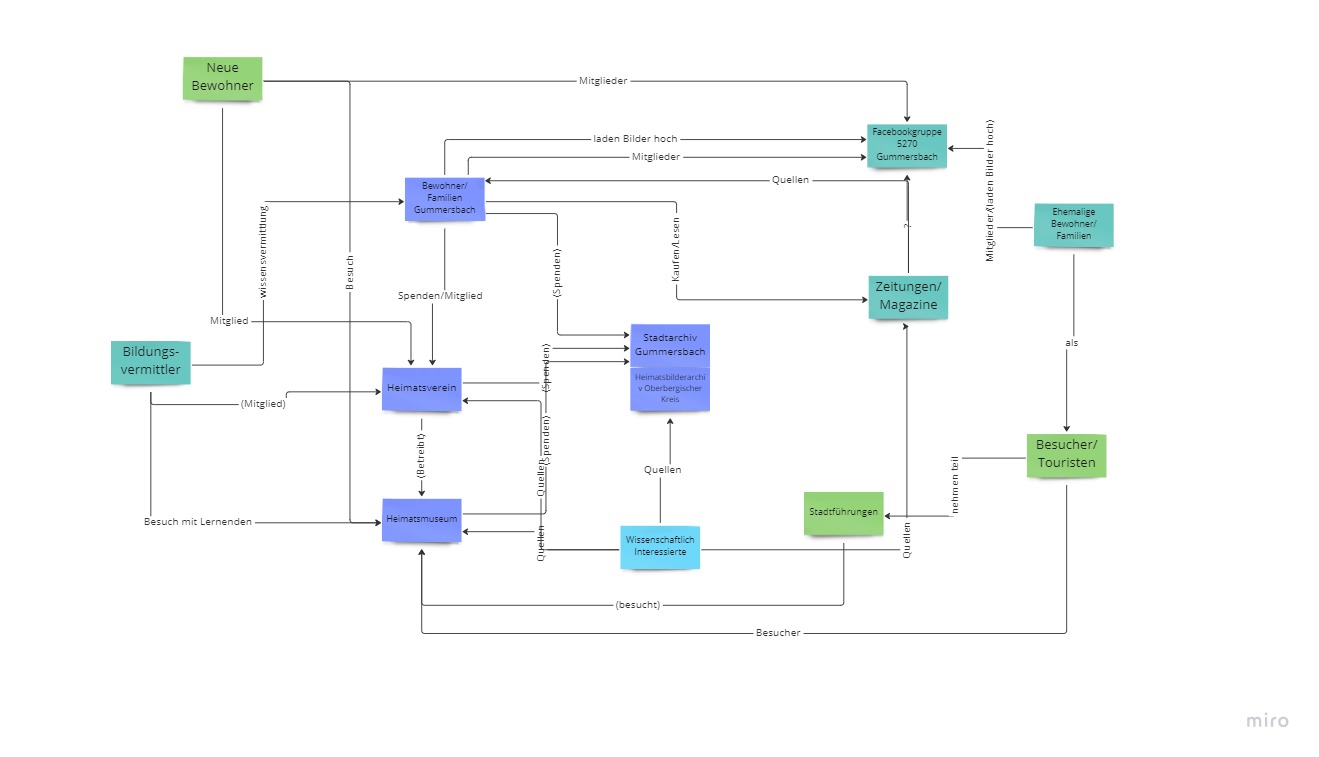 Neue
Bewohner
Mitglieder
Facebookgruppe
5270
Gummersbach
laden Bilder hoch
Mitglieder
Mitglieder/(laden Bilder hoch)
Quellen
Bewohner/
Familien
Gummersbach
Ehemalige
Bewohner/
Familien
?
wissensvermittlung
Besuch
Kaufen/Lesen
(Spenden)
Spenden/Mitglied
Zeitungen/
Magazine
Mitglied
Stadtarchiv
Gummersbach
als
Bildungs-
vermittler
(Spenden)
Heimatsverein
Heimatsbilderarchi
v Oberbergischer
Kreis
(Mitglied)
(Spenden)
(Betreibt)
Quellen
Quellen
Besucher/
Touristen
nehmen teil
Besuch mit Lernenden
Heimatsmuseum
Stadtführungen
Quellen
Wissenschaftlich
Interessierte
Quellen
(besucht)
Besucher
miro